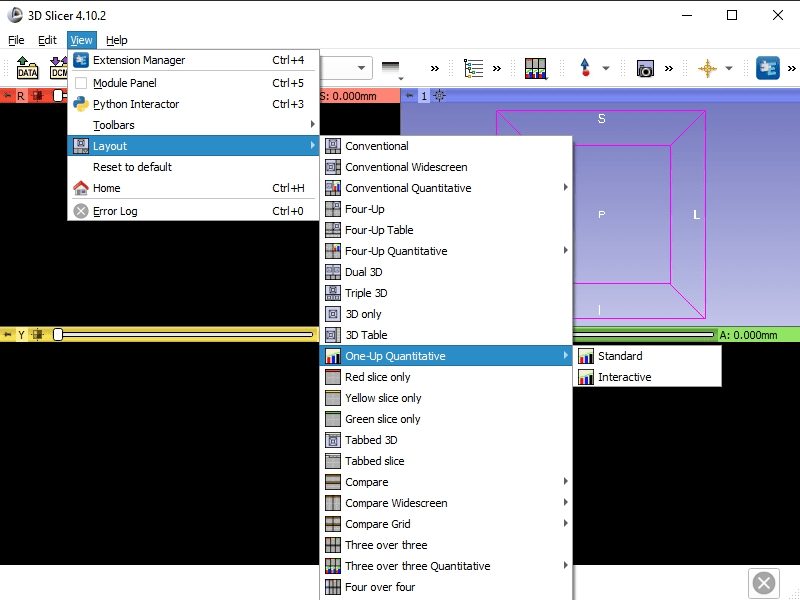 3D Slicer 4.10.2
File Edit View Help
DATA DCM
Extension Manager Ctrl+4
Module Panel Ctrl+5
Python Interactor Ctrl+3
Toolbars
Layout
Reset to default
Home Ctrl+H
Error Log Ctrl+0
R S: 0.000mm
1
S
P
L
I
Y A: 0.000mm
Conventional
Conventional Widescreen
Conventional Quantitative
Four-Up
Four-Up Table
Four-Up Quantitative
Dual 3D
Triple 3D
3D only
3D Table
One-Up Quantitative
Red slice only
Yellow slice only
Green slice only
Tabbed 3D
Tabbed slice
Compare
Compare Widescreen
Compare Grid
Three over three
Three over three Quantitative
Four over four
Standard
Interactive